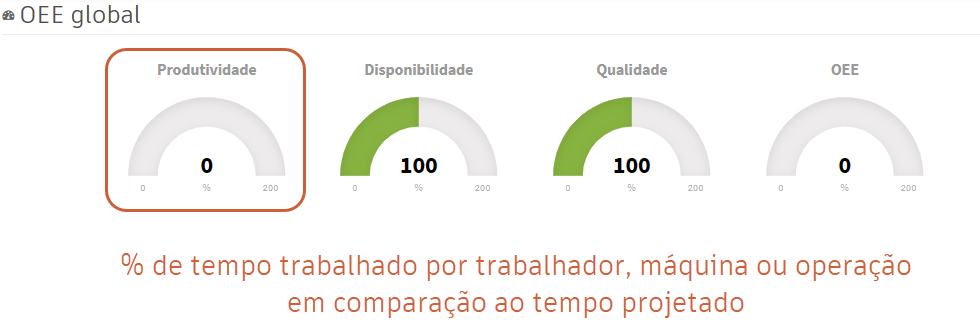 OEE global
Produtividade Disponibilidade Qualidade OEE
0 100 100 0
0 % 200 0 % 200 0 % 200 0 % 200
% de tempo trabalhado por trabalhador, máquina ou operação
em comparação ao tempo projetado